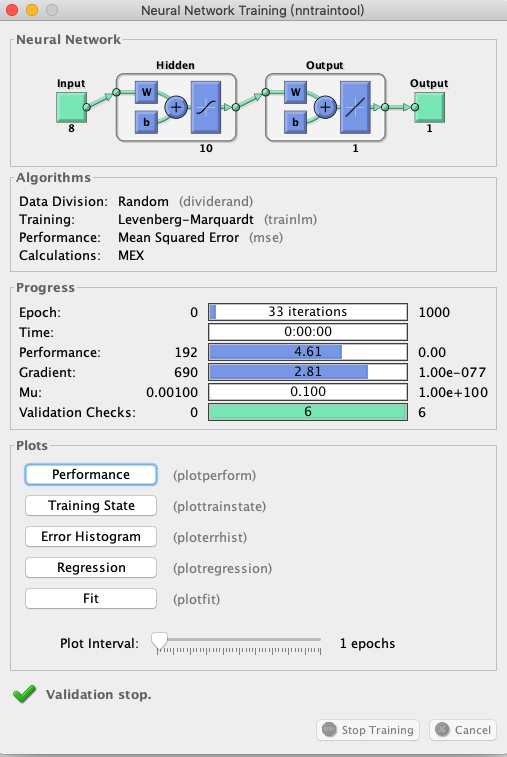 Neural Network Training (nntraintool)
Neural Network
Hidden Output
Input Output
W W
b b
8 1
10 1
Algorithms
Data Division: Random (dividerand)
Training: Levenberg-Marquardt (trainlm)
Performance: Mean Squared Error (mse)
Calculations: MEX
Progress
Epoch: 0 33 iterations 1000
Time: 0:00:00
Performance: 192 4.61 0.00
Gradient: 690 2.81 1.00e-077
Mu: 0.00100 0.100 1.00e+100
Validation Checks: 0 6 6
Plots
Performance (plotperform)
Training State (plottrainstate)
Error Histogram (ploterrhist)
Regression (plotregression)
Fit (plotfit)
Plot Interval: 1 epochs
Validation stop.
Stop Training Cancel